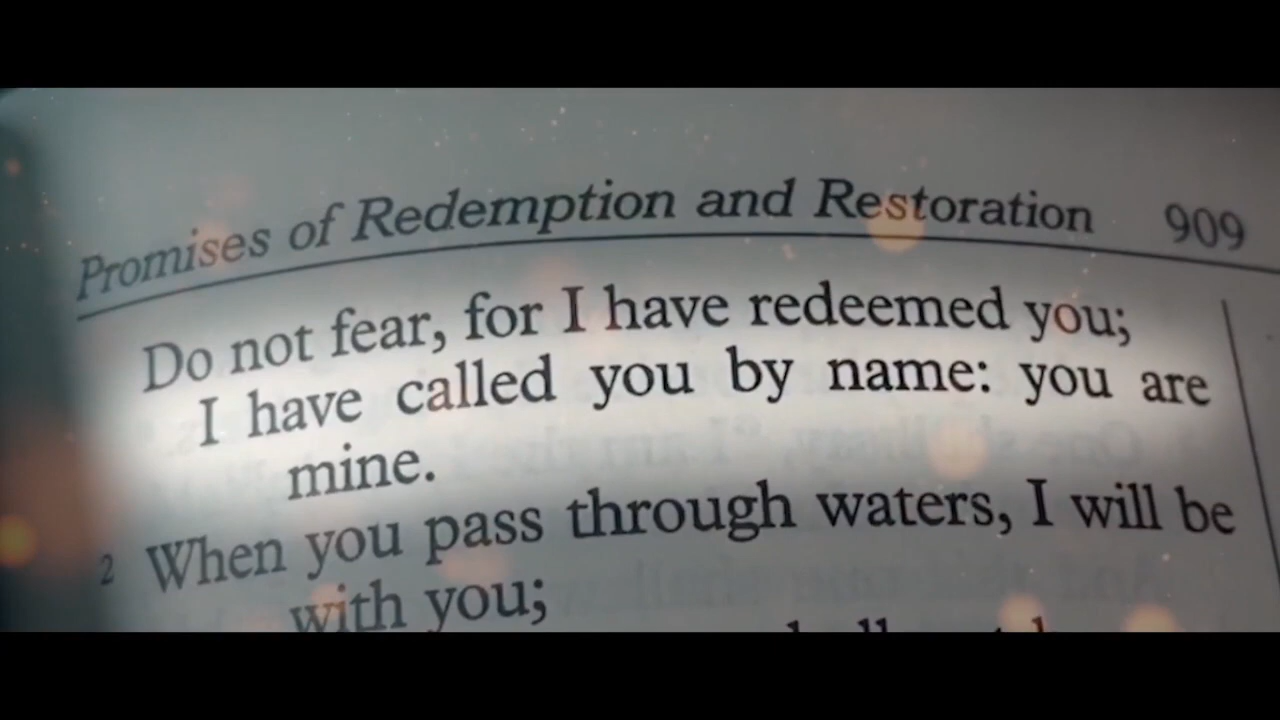 Promises of Redemption and Restoration 909
Do not fear, for I have redeemed you;
I have called you by name: you are
mine.
2 When you pass through waters, I will be
with you;